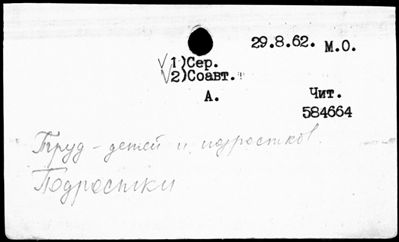 29.8.62. М.О.
√1)Сер.
√2)Соавт.
А. Чит.
584664
Труд - детей и подростков.
Подростки